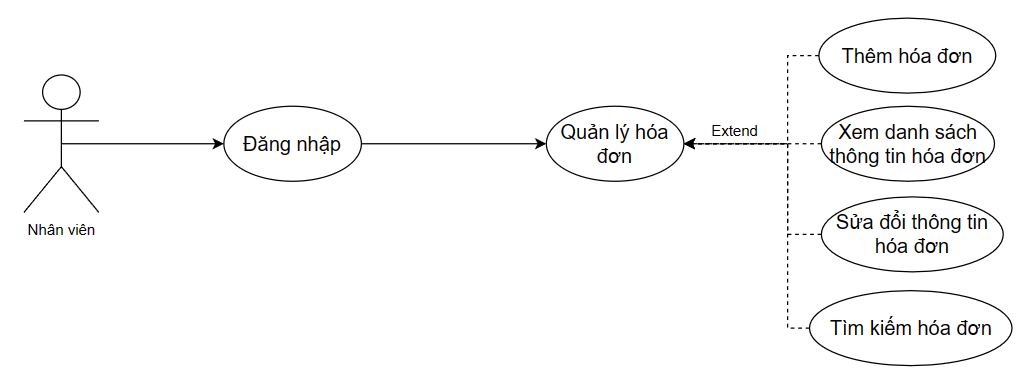 Thêm hóa đơn
Nhân viên
Đăng nhập
Quản lý hóa
đơn
Extend
Xem danh sách
thông tin hóa đơn
Sửa đổi thông tin
hóa đơn
Tìm kiếm hóa đơn